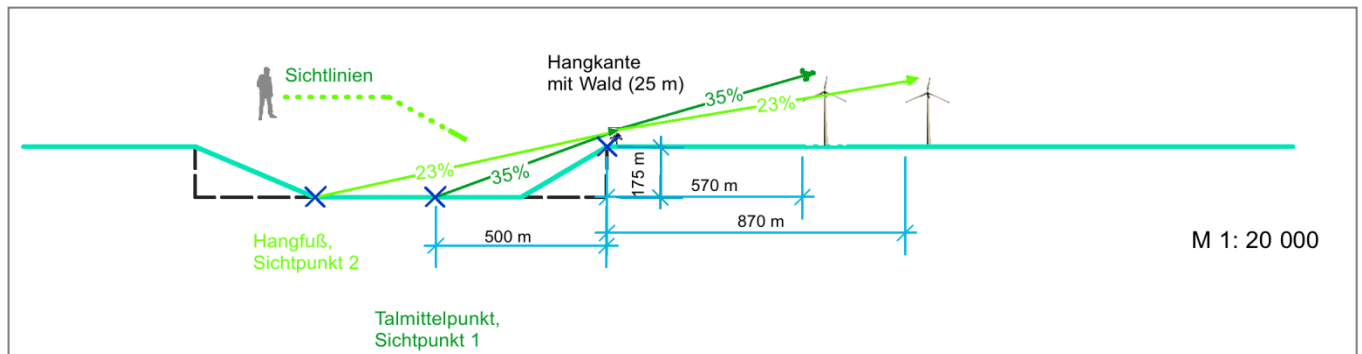 Hangkante
mit Wald (25 m)
Sichtlinien
35%
23%
23%
35%
175 m
570 m
870 m
500 m
M 1: 20 000
Hangfuß,
Sichtpunkt 2
Talmittelpunkt,
Sichtpunkt 1